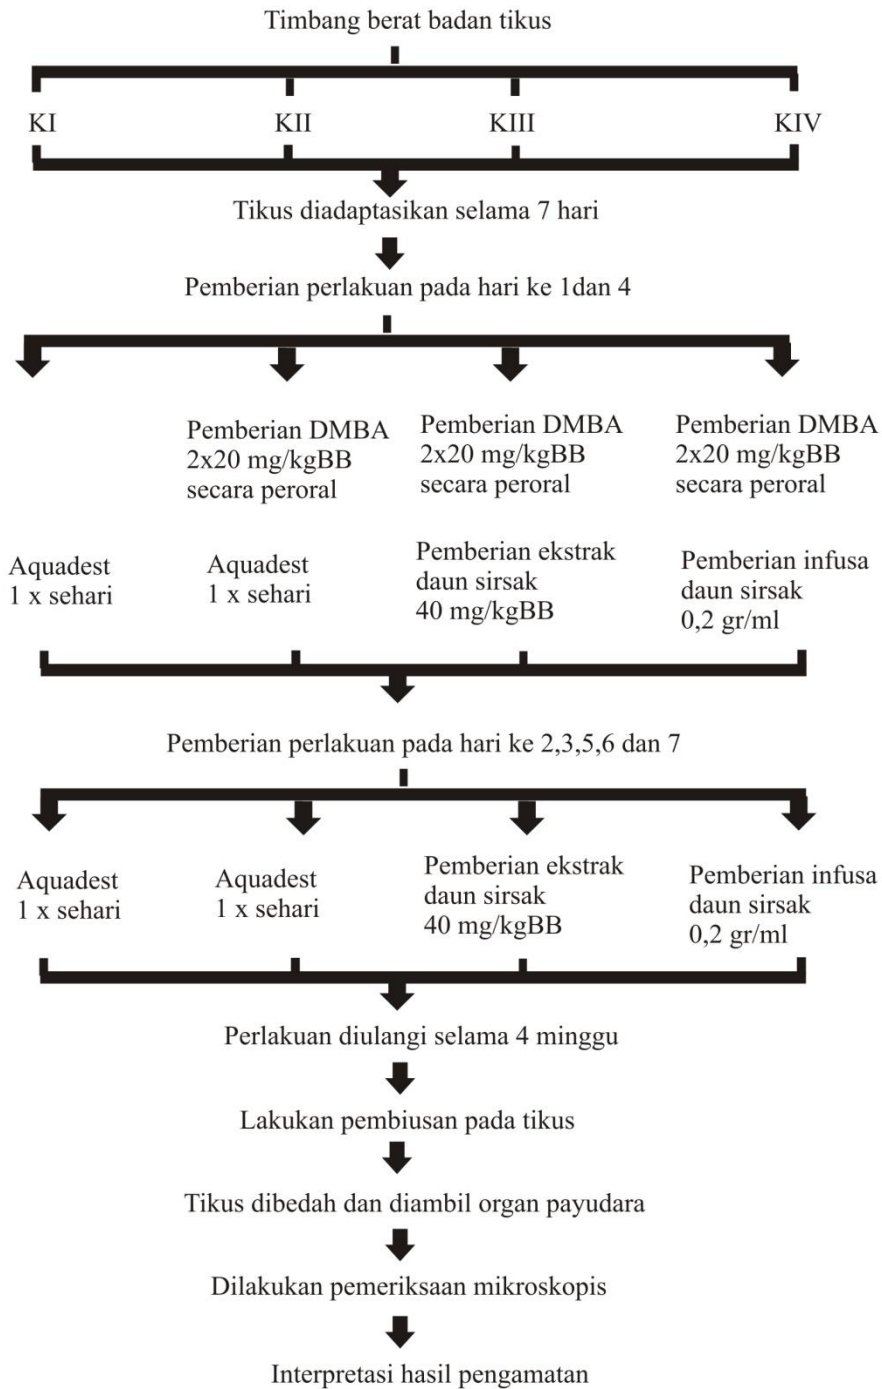 Timbang berat badan tikus
KI
KII
KIII
KIV
Tikus diadaptasikan selama 7 hari
Pemberian perlakuan pada hari ke 1dan 4
Pemberian DMBA
2x20 mg/kgBB
secara peroral
Pemberian DMBA
2x20 mg/kgBB
secara peroral
Pemberian DMBA
2x20 mg/kgBB
secara peroral
Aquadest
1 x sehari
Aquadest
1 x sehari
Pemberian ekstrak
daun sirsak
40 mg/kgBB
Pemberian infusa
daun sirsak
0,2 gr/ml
Pemberian perlakuan pada hari ke 2,3,5,6 dan 7
Aquadest
1 x sehari
Aquadest
1 x sehari
Pemberian ekstrak
daun sirsak
40 mg/kgBB
Pemberian infusa
daun sirsak
0,2 gr/ml
Perlakuan diulangi selama 4 minggu
Lakukan pembiusan pada tikus
Tikus dibedah dan diambil organ payudara
Dilakukan pemeriksaan mikroskopis
Interpretasi hasil pengamatan